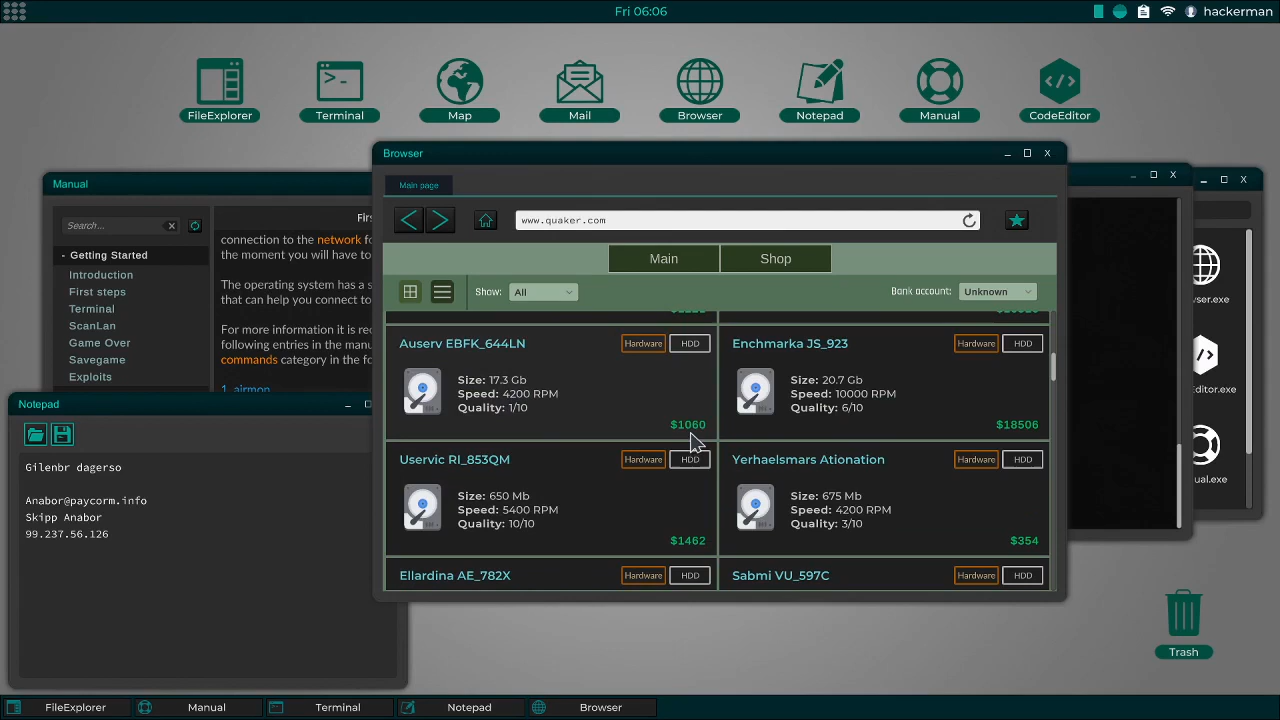 Fri 06:06
hackerman
FileExplorer
Terminal
Map
Mail
Browser
Notepad
Manual
CodeEditor
Manual
Search...
X
- Getting Started
Introduction
First steps
Terminal
ScanLan
Game Over
Savegame
Exploits
connection to the network
the moment you will have to
The operating system has a
that can help you connect to
For more information it is
following entries in the
commands category in the
1. airmon
Browser
X
Main page
www.quaker.com
Main
Shop
Show:
All
Bank account:
Unknown
Auserv EBFK_644LN
Hardware
HDD
Size: 17.3 Gb
Speed: 4200 RPM
Quality: 1/10
$1060
Enchmarka JS_923
Hardware
HDD
Size: 20.7 Gb
Speed: 10000 RPM
Quality: 6/10
$18506
Uservic RI_853QM
Hardware
HDD
Size: 650 Mb
Speed: 5400 RPM
Quality: 10/10
$1462
Yerhaelsmars Ationation
Hardware
HDD
Size: 675 Mb
Speed: 4200 RPM
Quality: 3/10
$354
Ellardina AE_782X
Hardware
HDD
Sabmi VU_597C
Hardware
HDD
X
X
Notepad
Gilenbr dagerso
Anabor@paycorm.info
Skipp Anabor
99.237.56.126
Trash
FileExplorer
Manual
Terminal
Notepad
Browser